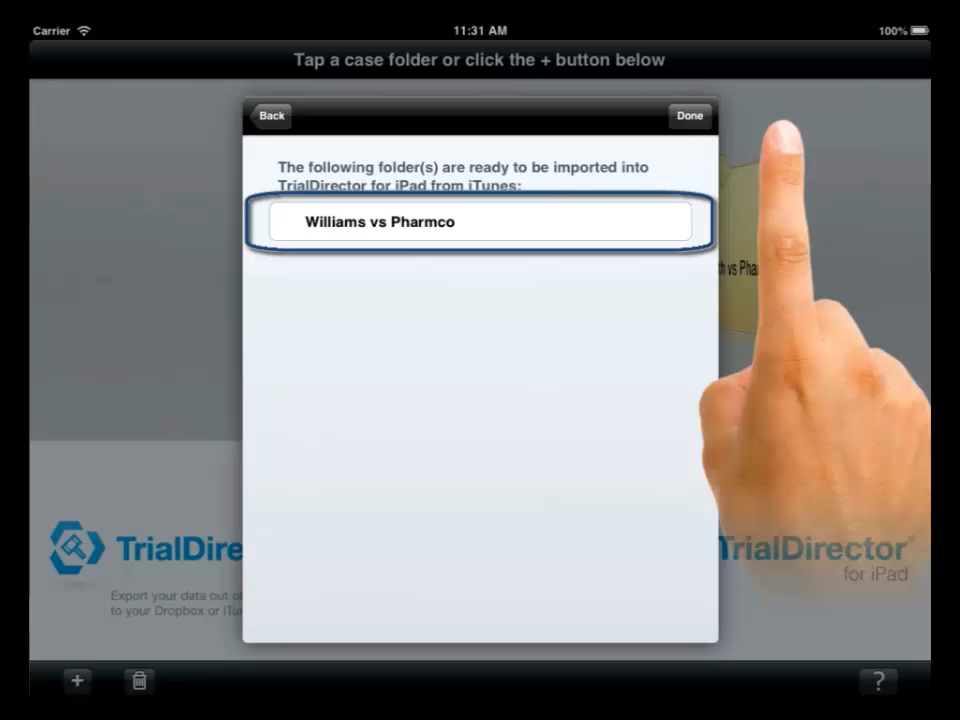 Carrier
11:31 AM
100%
Tap a case folder or click the + button below
Back
Done
The following folder(s) are ready to be imported into
TrialDirector for iPad from iTunes:
Williams vs Pharmco
vs
TrialDire
TrialDirector
for iPad
Export your data out of
to your Dropbox or iTu
+
?